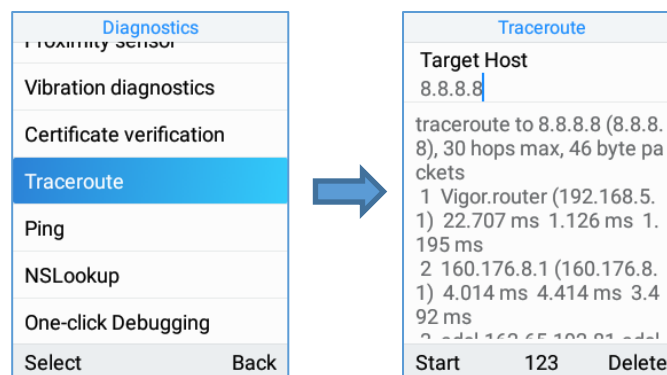 Diagnostics
Proximity sensor
Vibration diagnostics
Certificate verification
Traceroute
Ping
NSLookup
One-click Debugging
Select Back
Traceroute
Target Host
8.8.8.8
traceroute to 8.8.8.8 (8.8.8.
8), 30 hops max, 46 byte pa
ckets
1 Vigor.router (192.168.5.
1) 22.707 ms 1.126 ms 1.
195 ms
2 160.176.8.1 (160.176.8.
1) 4.014 ms 4.414 ms 3.4
92 ms
Start 123 Delete